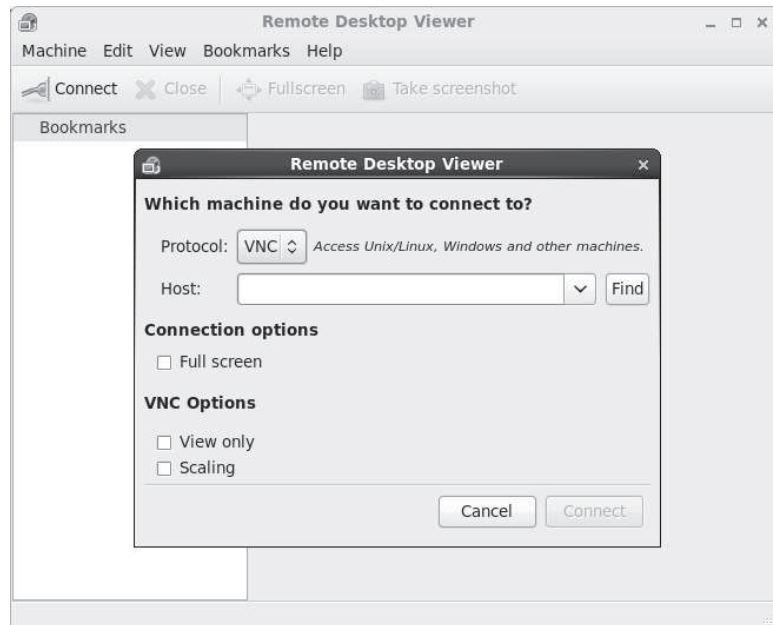 Remote Desktop Viewer
Machine Edit View Bookmarks Help
Connect Close Fullscreen Take screenshot
Bookmarks
Remote Desktop Viewer
Which machine do you want to connect to?
Protocol: VNC Access Unix/Linux, Windows and other machines.
Host: Find
Connection options
Full screen
VNC Options
View only
Scaling
Cancel Connect